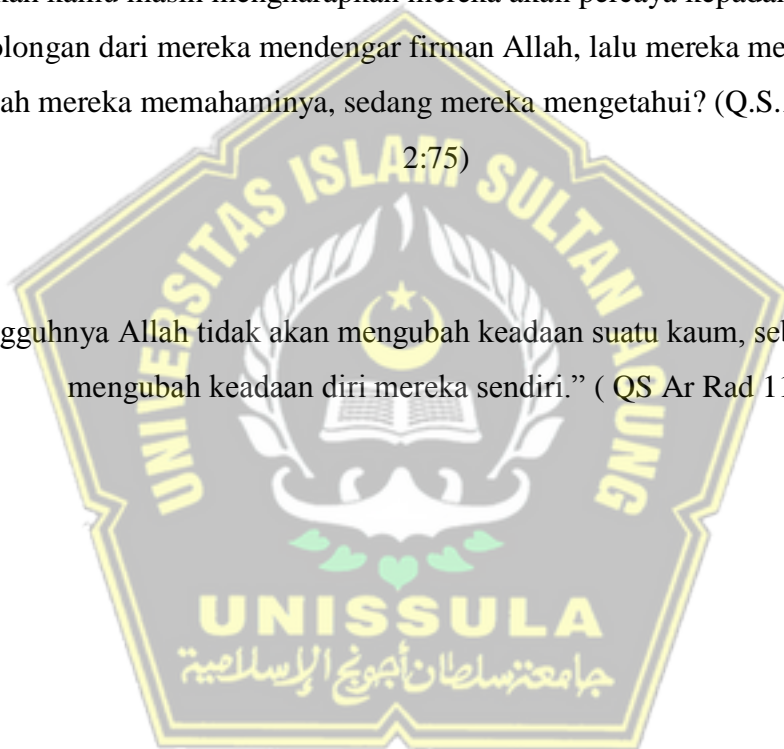 kan kamu masih mengharapkan mereka akan percaya kepada
olongan dari mereka mendengar firman Allah, lalu mereka me
ah mereka memahaminya, sedang mereka mengetahui? (Q.S.
2:75)
UNIVERSITAS ISLAM SULTAN AGUNG
gguhnya Allah tidak akan mengubah keadaan suatu kaum, se
mengubah keadaan diri mereka sendiri.” ( QS Ar Rad 11
UNISSULA
جامعة سلطان أجونج الإسلامية